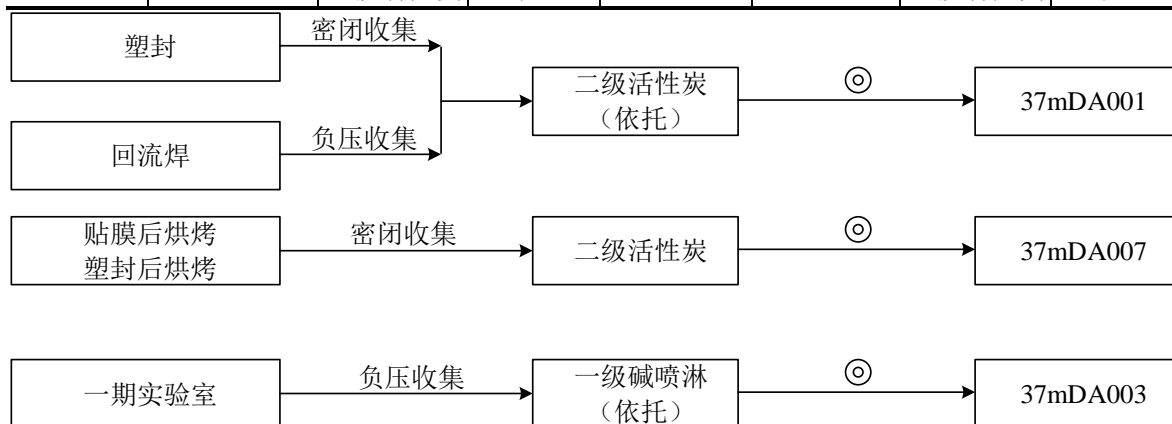 塑封
密闭收集
二级活性炭
（依托）
◎
37mDA001
回流焊
负压收集
贴膜后烘烤
塑封后烘烤
密闭收集
二级活性炭
◎
37mDA007
一期实验室
负压收集
一级碱喷淋
（依托）
◎
37mDA003